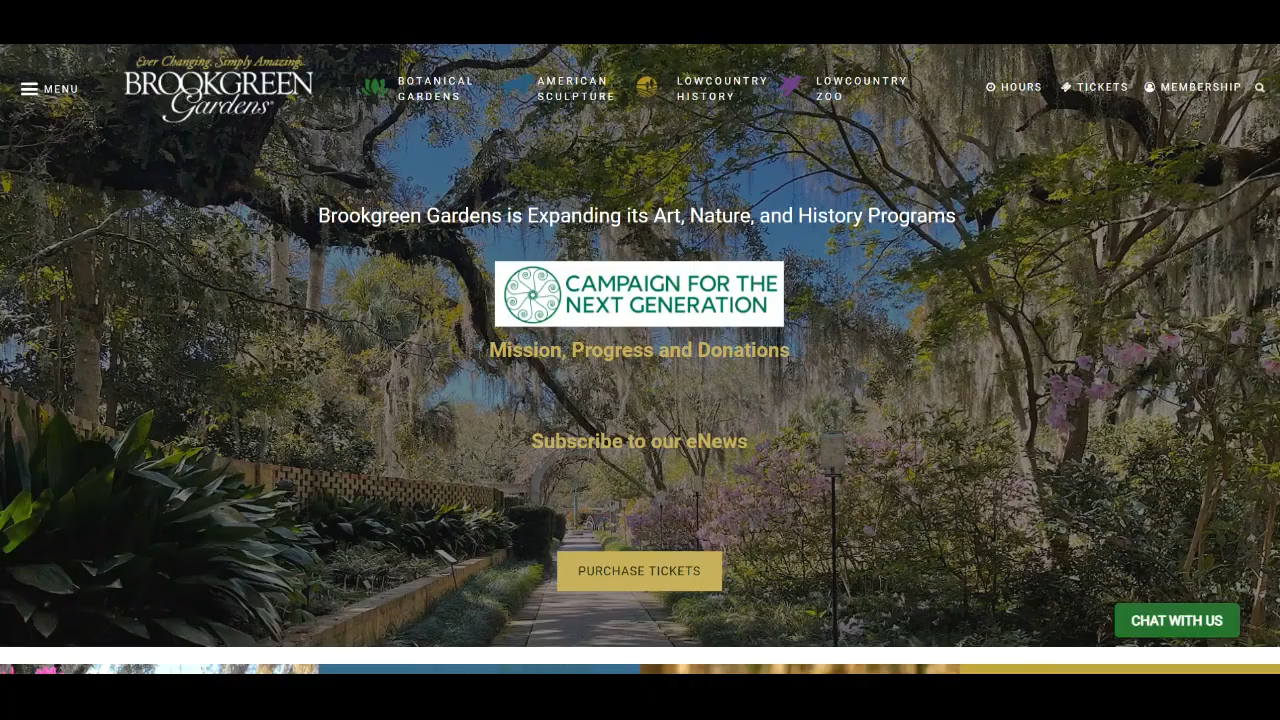 MENU
Ever Changing. Simply Amazing.
BROOKGREEN
Gardens®
BOTANICAL
GARDENS
AMERICAN
SCULPTURE
LOWCOUNTRY
HISTORY
LOWCOUNTRY
ZOO
HOURS
TICKETS
MEMBERSHIP
Brookgreen Gardens is Expanding its Art, Nature, and History Programs
CAMPAIGN FOR THE
NEXT GENERATION
Mission, Progress and Donations
Subscribe to our eNews
PURCHASE TICKETS
CHAT WITH US